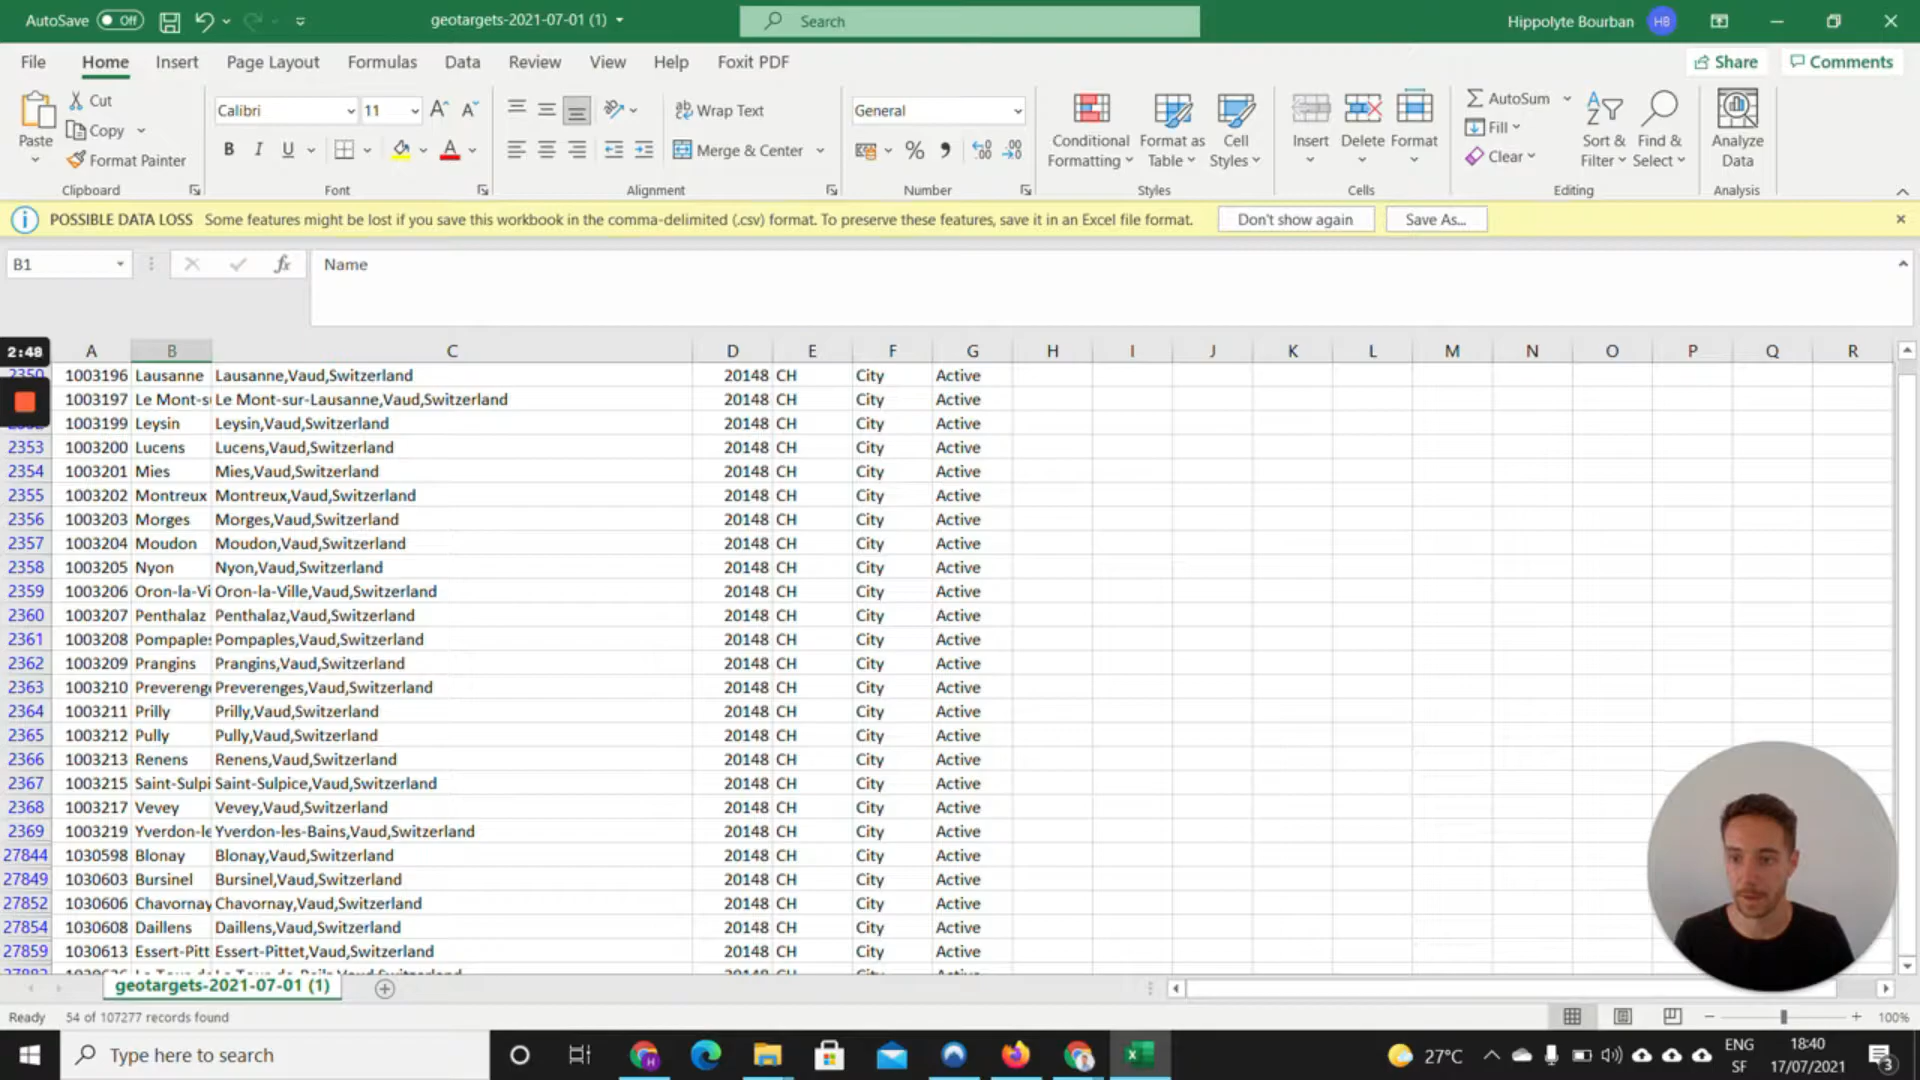 AutoSave Off geotargets-2021-07-01 (1) Search Hippolyte Bourban HB
File Home Insert Page Layout Formulas Data Review View Help Foxit PDF Share Comments
Paste Cut Copy Format Painter Clipboard
Calibri 11 B I U A Font
Wrap Text Merge & Center Alignment
General % Number
Conditional Formatting Format as Table Cell Styles Styles
Insert Delete Format Cells
AutoSum Fill Clear Sort & Filter Find & Select Editing
Analyze Data Analysis
POSSIBLE DATA LOSS Some features might be lost if you save this workbook in the comma-delimited (.csv) format. To preserve these features, save it in an Excel file format. Don't show again Save As...
B1 fx Name
2:48 A B C D E F G H I J K L M N O P Q R
2350 1003196 Lausanne Lausanne,Vaud,Switzerland 20148 CH City Active
1003197 Le Mont-su Le Mont-sur-Lausanne,Vaud,Switzerland 20148 CH City Active
1003199 Leysin Leysin,Vaud,Switzerland 20148 CH City Active
2353 1003200 Lucens Lucens,Vaud,Switzerland 20148 CH City Active
2354 1003201 Mies Mies,Vaud,Switzerland 20148 CH City Active
2355 1003202 Montreux Montreux,Vaud,Switzerland 20148 CH City Active
2356 1003203 Morges Morges,Vaud,Switzerland 20148 CH City Active
2357 1003204 Moudon Moudon,Vaud,Switzerland 20148 CH City Active
2358 1003205 Nyon Nyon,Vaud,Switzerland 20148 CH City Active
2359 1003206 Oron-la-Vi Oron-la-Ville,Vaud,Switzerland 20148 CH City Active
2360 1003207 Penthalaz Penthalaz,Vaud,Switzerland 20148 CH City Active
2361 1003208 Pompaples Pompaples,Vaud,Switzerland 20148 CH City Active
2362 1003209 Prangins Prangins,Vaud,Switzerland 20148 CH City Active
2363 1003210 Prevereng Preverenges,Vaud,Switzerland 20148 CH City Active
2364 1003211 Prilly Prilly,Vaud,Switzerland 20148 CH City Active
2365 1003212 Pully Pully,Vaud,Switzerland 20148 CH City Active
2366 1003213 Renens Renens,Vaud,Switzerland 20148 CH City Active
2367 1003215 Saint-Sulpi Saint-Sulpice,Vaud,Switzerland 20148 CH City Active
2368 1003217 Vevey Vevey,Vaud,Switzerland 20148 CH City Active
2369 1003219 Yverdon-le Yverdon-les-Bains,Vaud,Switzerland 20148 CH City Active
27844 1030598 Blonay Blonay,Vaud,Switzerland 20148 CH City Active
27849 1030603 Bursinel Bursinel,Vaud,Switzerland 20148 CH City Active
27852 1030606 Chavornay Chavornay,Vaud,Switzerland 20148 CH City Active
27854 1030608 Daillens Daillens,Vaud,Switzerland 20148 CH City Active
27859 1030613 Essert-Pitt Essert-Pittet,Vaud,Switzerland 20148 CH City Active
geotargets-2021-07-01 (1)
Ready 54 of 107277 records found 100%
Type here to search 27°C ENG SF 18:40 17/07/2021 3